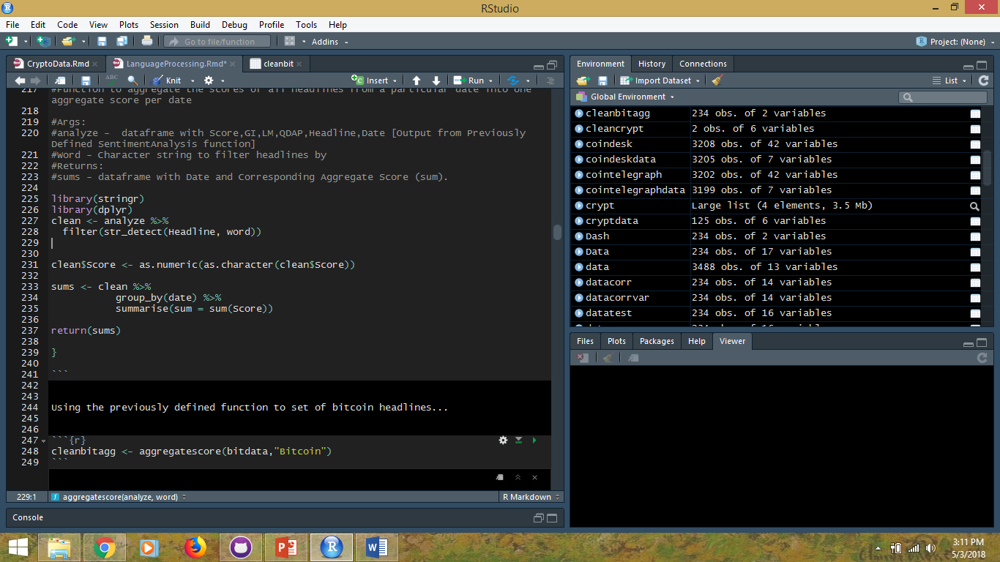 RStudio
File Edit Code View Plots Session Build Debug Profile Tools Help
Go to file/function Addins Project: (None)
CryptoData.Rmd LanguageProcessing.Rmd* cleanbit
ABC Knit Insert Run
217 #Function to aggregate the scores of all headlines from a particular date into one
aggregate score per date
218
219 #Args:
220 #analyze - dataframe with Score,GI,LM,QDAP,Headline,Date [Output from Previously
Defined SentimentAnalysis function]
221 #Word - Character string to filter headlines by
222 #Returns:
223 #sums - dataframe with Date and Corresponding Aggregate Score (sum).
224
225 library(stringr)
226 library(dplyr)
227 clean <- analyze %>%
228 filter(str_detect(Headline, word))
229
230
231 clean$Score <- as.numeric(as.character(clean$Score))
232
233 sums <- clean %>%
234 group_by(date) %>%
235 summarise(sum = sum(Score))
236
237 return(sums)
238
239 }
240
241 ```
242
243
244 Using the previously defined function to set of bitcoin headlines...
245
246
247 ```{r}
248 cleanbitagg <- aggregatescore(bitdata,"Bitcoin")
249 ```
229:1 aggregatescore(analyze, word) R Markdown
Console
Environment History Connections
Import Dataset List
Global Environment
cleanbitagg 234 obs. of 2 variables
cleancrypt 2 obs. of 6 variables
coindesk 3208 obs. of 42 variables
coindeskdata 3205 obs. of 7 variables
cointelegraph 3202 obs. of 42 variables
cointelegraphdata 3199 obs. of 7 variables
crypt Large list (4 elements, 3.5 Mb)
cryptdata 125 obs. of 6 variables
Dash 234 obs. of 2 variables
Data 234 obs. of 17 variables
data 3488 obs. of 13 variables
datacorr 234 obs. of 14 variables
datacorrvar 234 obs. of 14 variables
datatest 234 obs. of 16 variables
Files Plots Packages Help Viewer
3:11 PM
5/3/2018